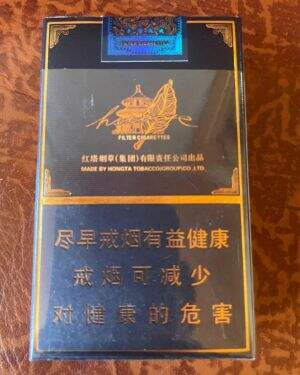 FILTER CIGARETTES
红塔烟草(集团)有限责任公司出品
MADE BY HONGTA TOBACCO(GROUP)CO.,LTD.
尽早戒烟有益健康
戒烟可减少
对健康的危害